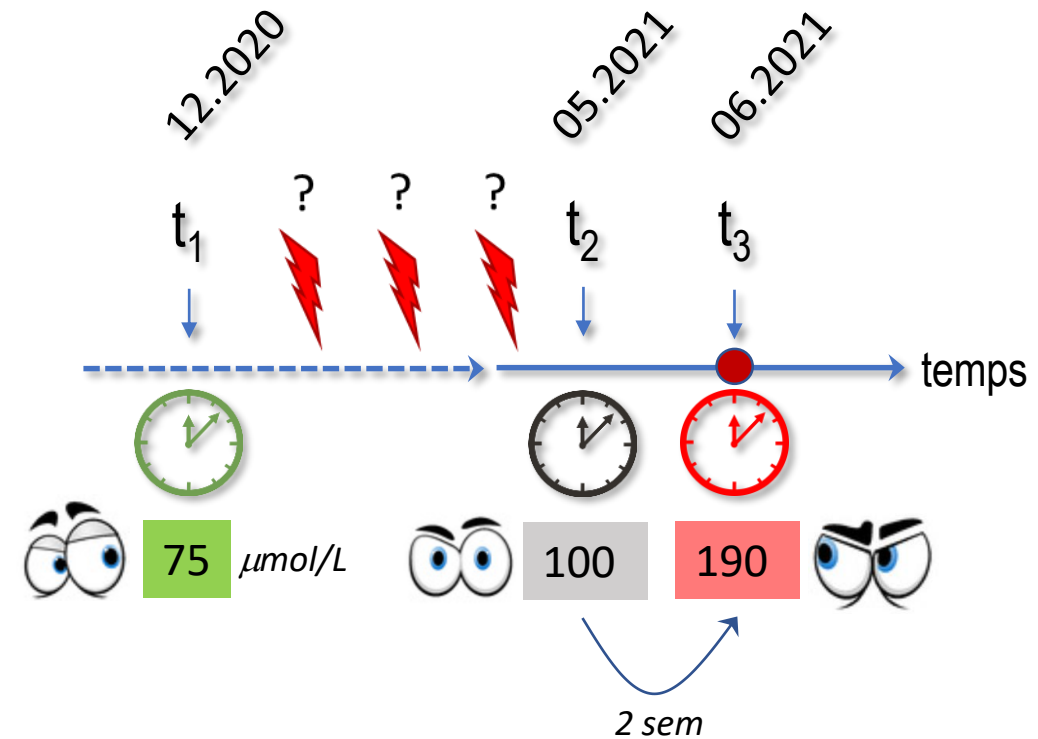 12.2020
05.2021
06.2021
? ? ?
t₁
t₂
t₃
temps
75 μmol/L
100
190
2 sem